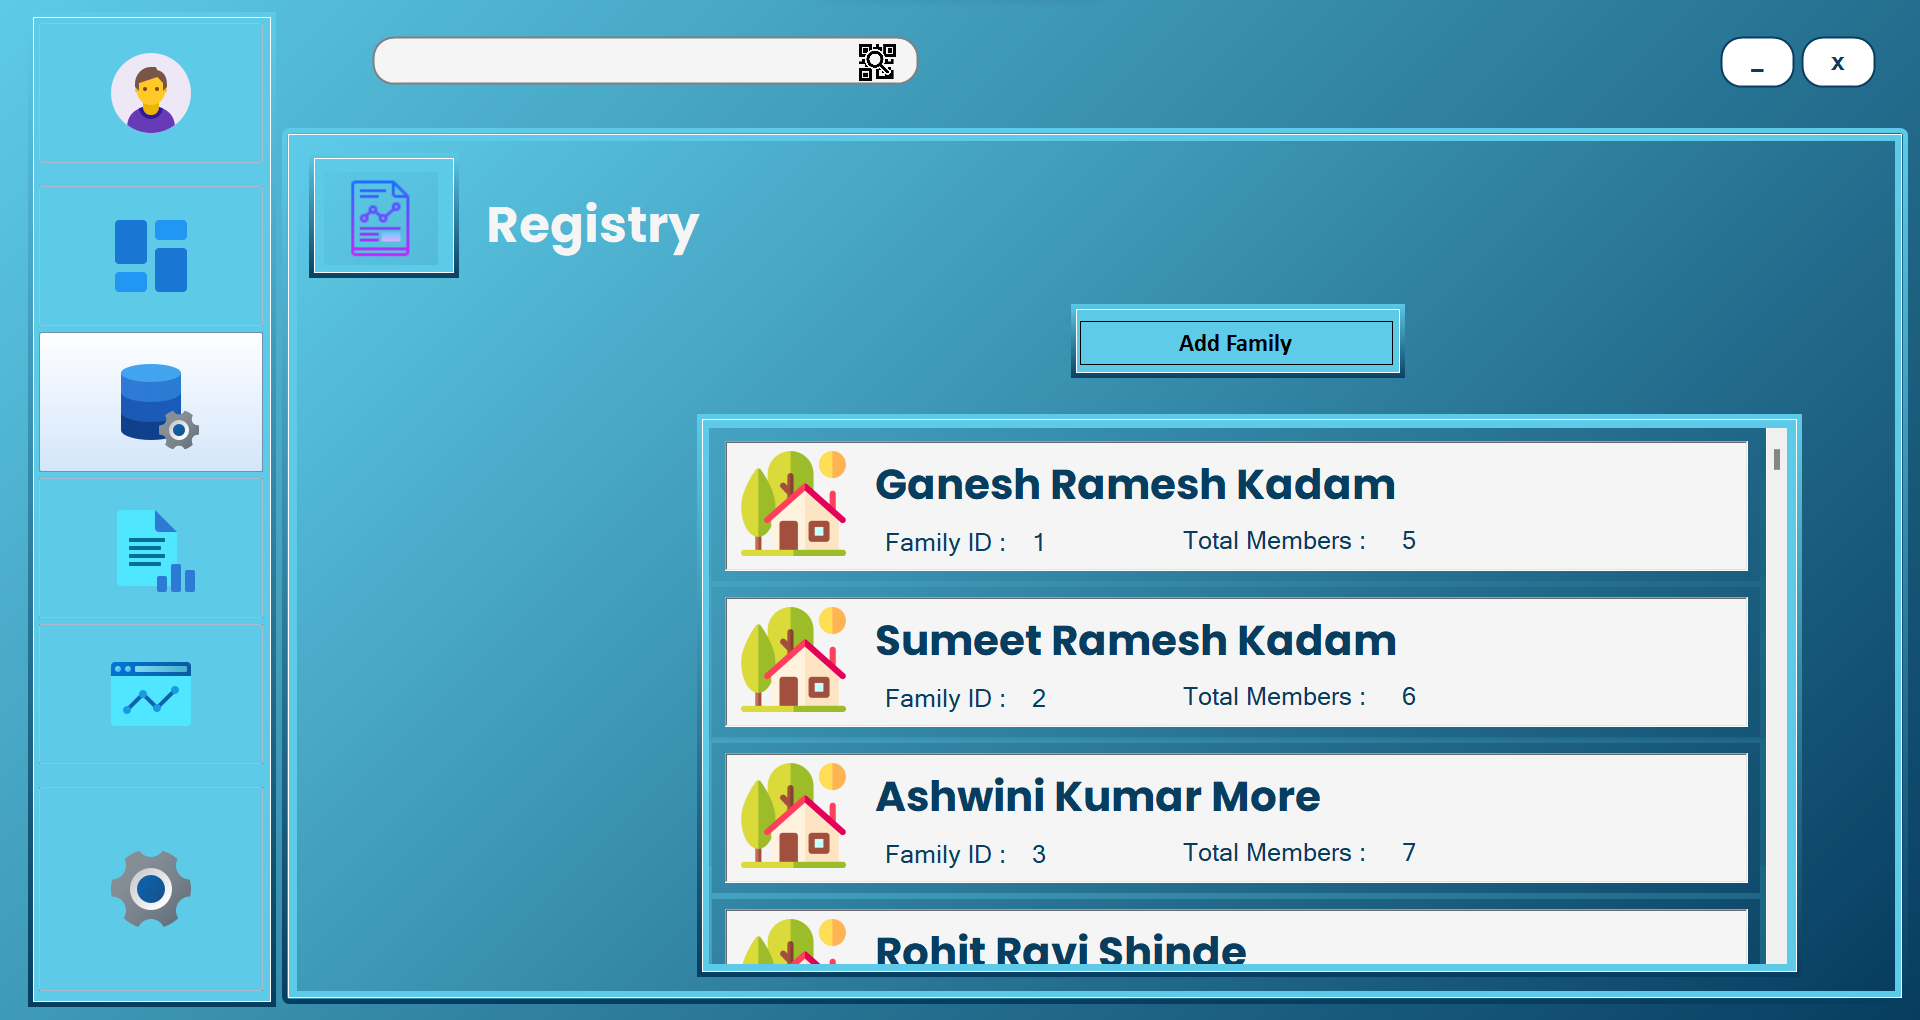 _ x
Registry
Add Family
Ganesh Ramesh Kadam
Family ID : 1 Total Members : 5
Sumeet Ramesh Kadam
Family ID : 2 Total Members : 6
Ashwini Kumar More
Family ID : 3 Total Members : 7
Rohit Ravi Shinde